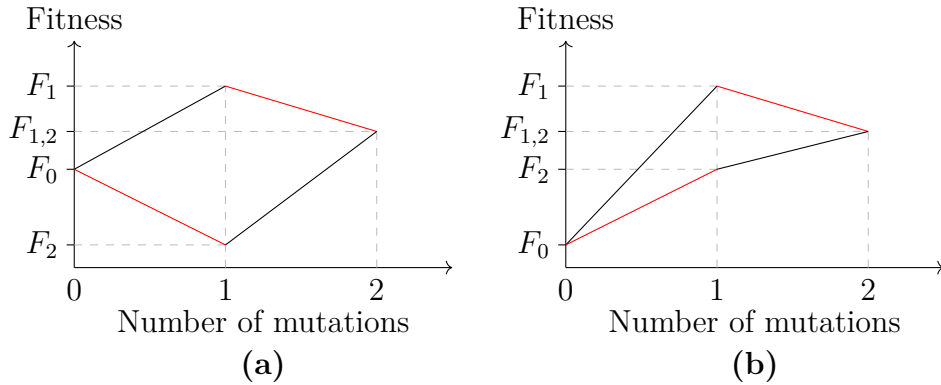 Fitness
F₁
F₁,₂
F₀
F₂
0 1 2
Number of mutations
(a)
Fitness
F₁
F₁,₂
F₂
F₀
0 1 2
Number of mutations
(b)